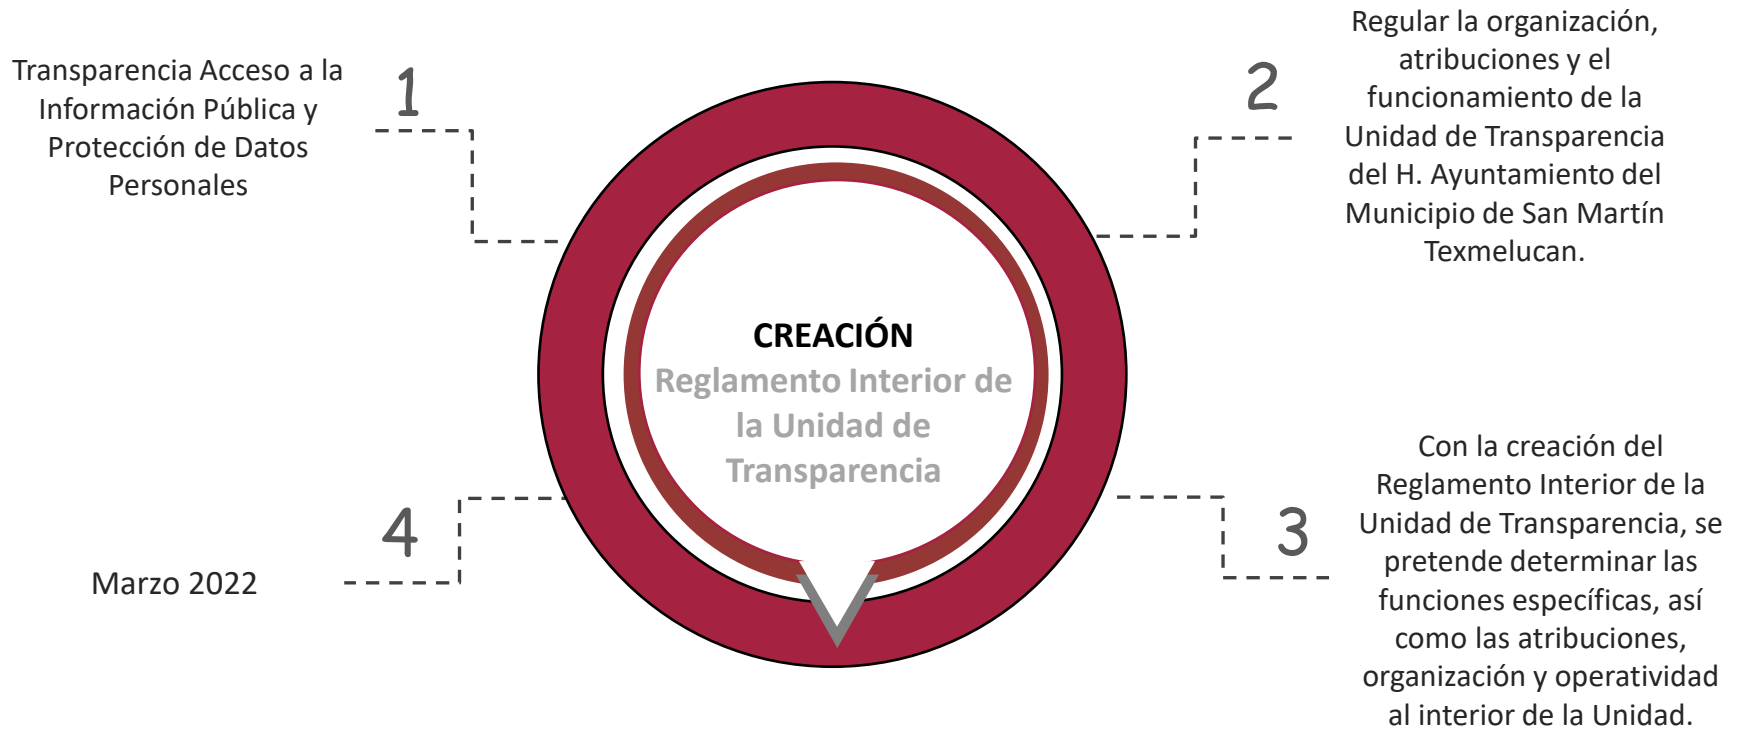 Transparencia Acceso a la
Información Pública y
Protección de Datos
Personales
1
2
Regular la organización,
atribuciones y el
funcionamiento de la
Unidad de Transparencia
del H. Ayuntamiento del
Municipio de San Martín
Texmelucan.
CREACIÓN
Reglamento Interior de
la Unidad de
Transparencia
3
Con la creación del
Reglamento Interior de la
Unidad de Transparencia, se
pretende determinar las
funciones específicas, así
como las atribuciones,
organización y operatividad
al interior de la Unidad.
4
Marzo 2022